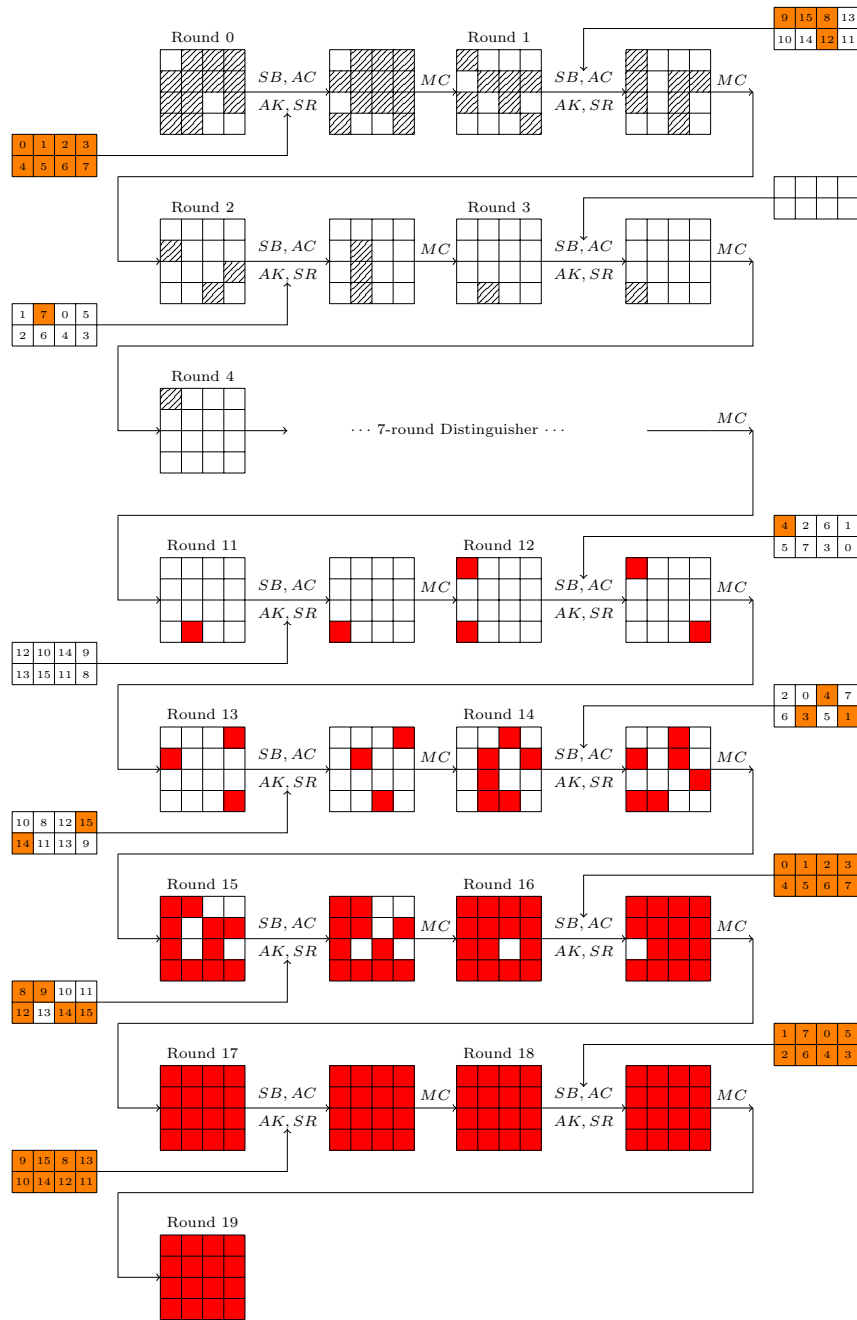 9 15 8 13
10 14 12 11
Round 0
Round 1
SB, AC
MC
SB, AC
MC
AK, SR
AK, SR
0 1 2 3
4 5 6 7
Round 2
Round 3
SB, AC
MC
SB, AC
MC
AK, SR
AK, SR
1 7 0 5
2 6 4 3
Round 4
··· 7-round Distinguisher ···
MC
4 2 6 1
5 7 3 0
Round 11
Round 12
SB, AC
MC
SB, AC
MC
AK, SR
AK, SR
12 10 14 9
13 15 11 8
2 0 4 7
6 3 5 1
Round 13
Round 14
SB, AC
MC
SB, AC
MC
AK, SR
AK, SR
10 8 12 15
14 11 13 9
0 1 2 3
4 5 6 7
Round 15
Round 16
SB, AC
MC
SB, AC
MC
AK, SR
AK, SR
8 9 10 11
12 13 14 15
1 7 0 5
2 6 4 3
Round 17
Round 18
SB, AC
MC
SB, AC
MC
AK, SR
AK, SR
9 15 8 13
10 14 12 11
Round 19